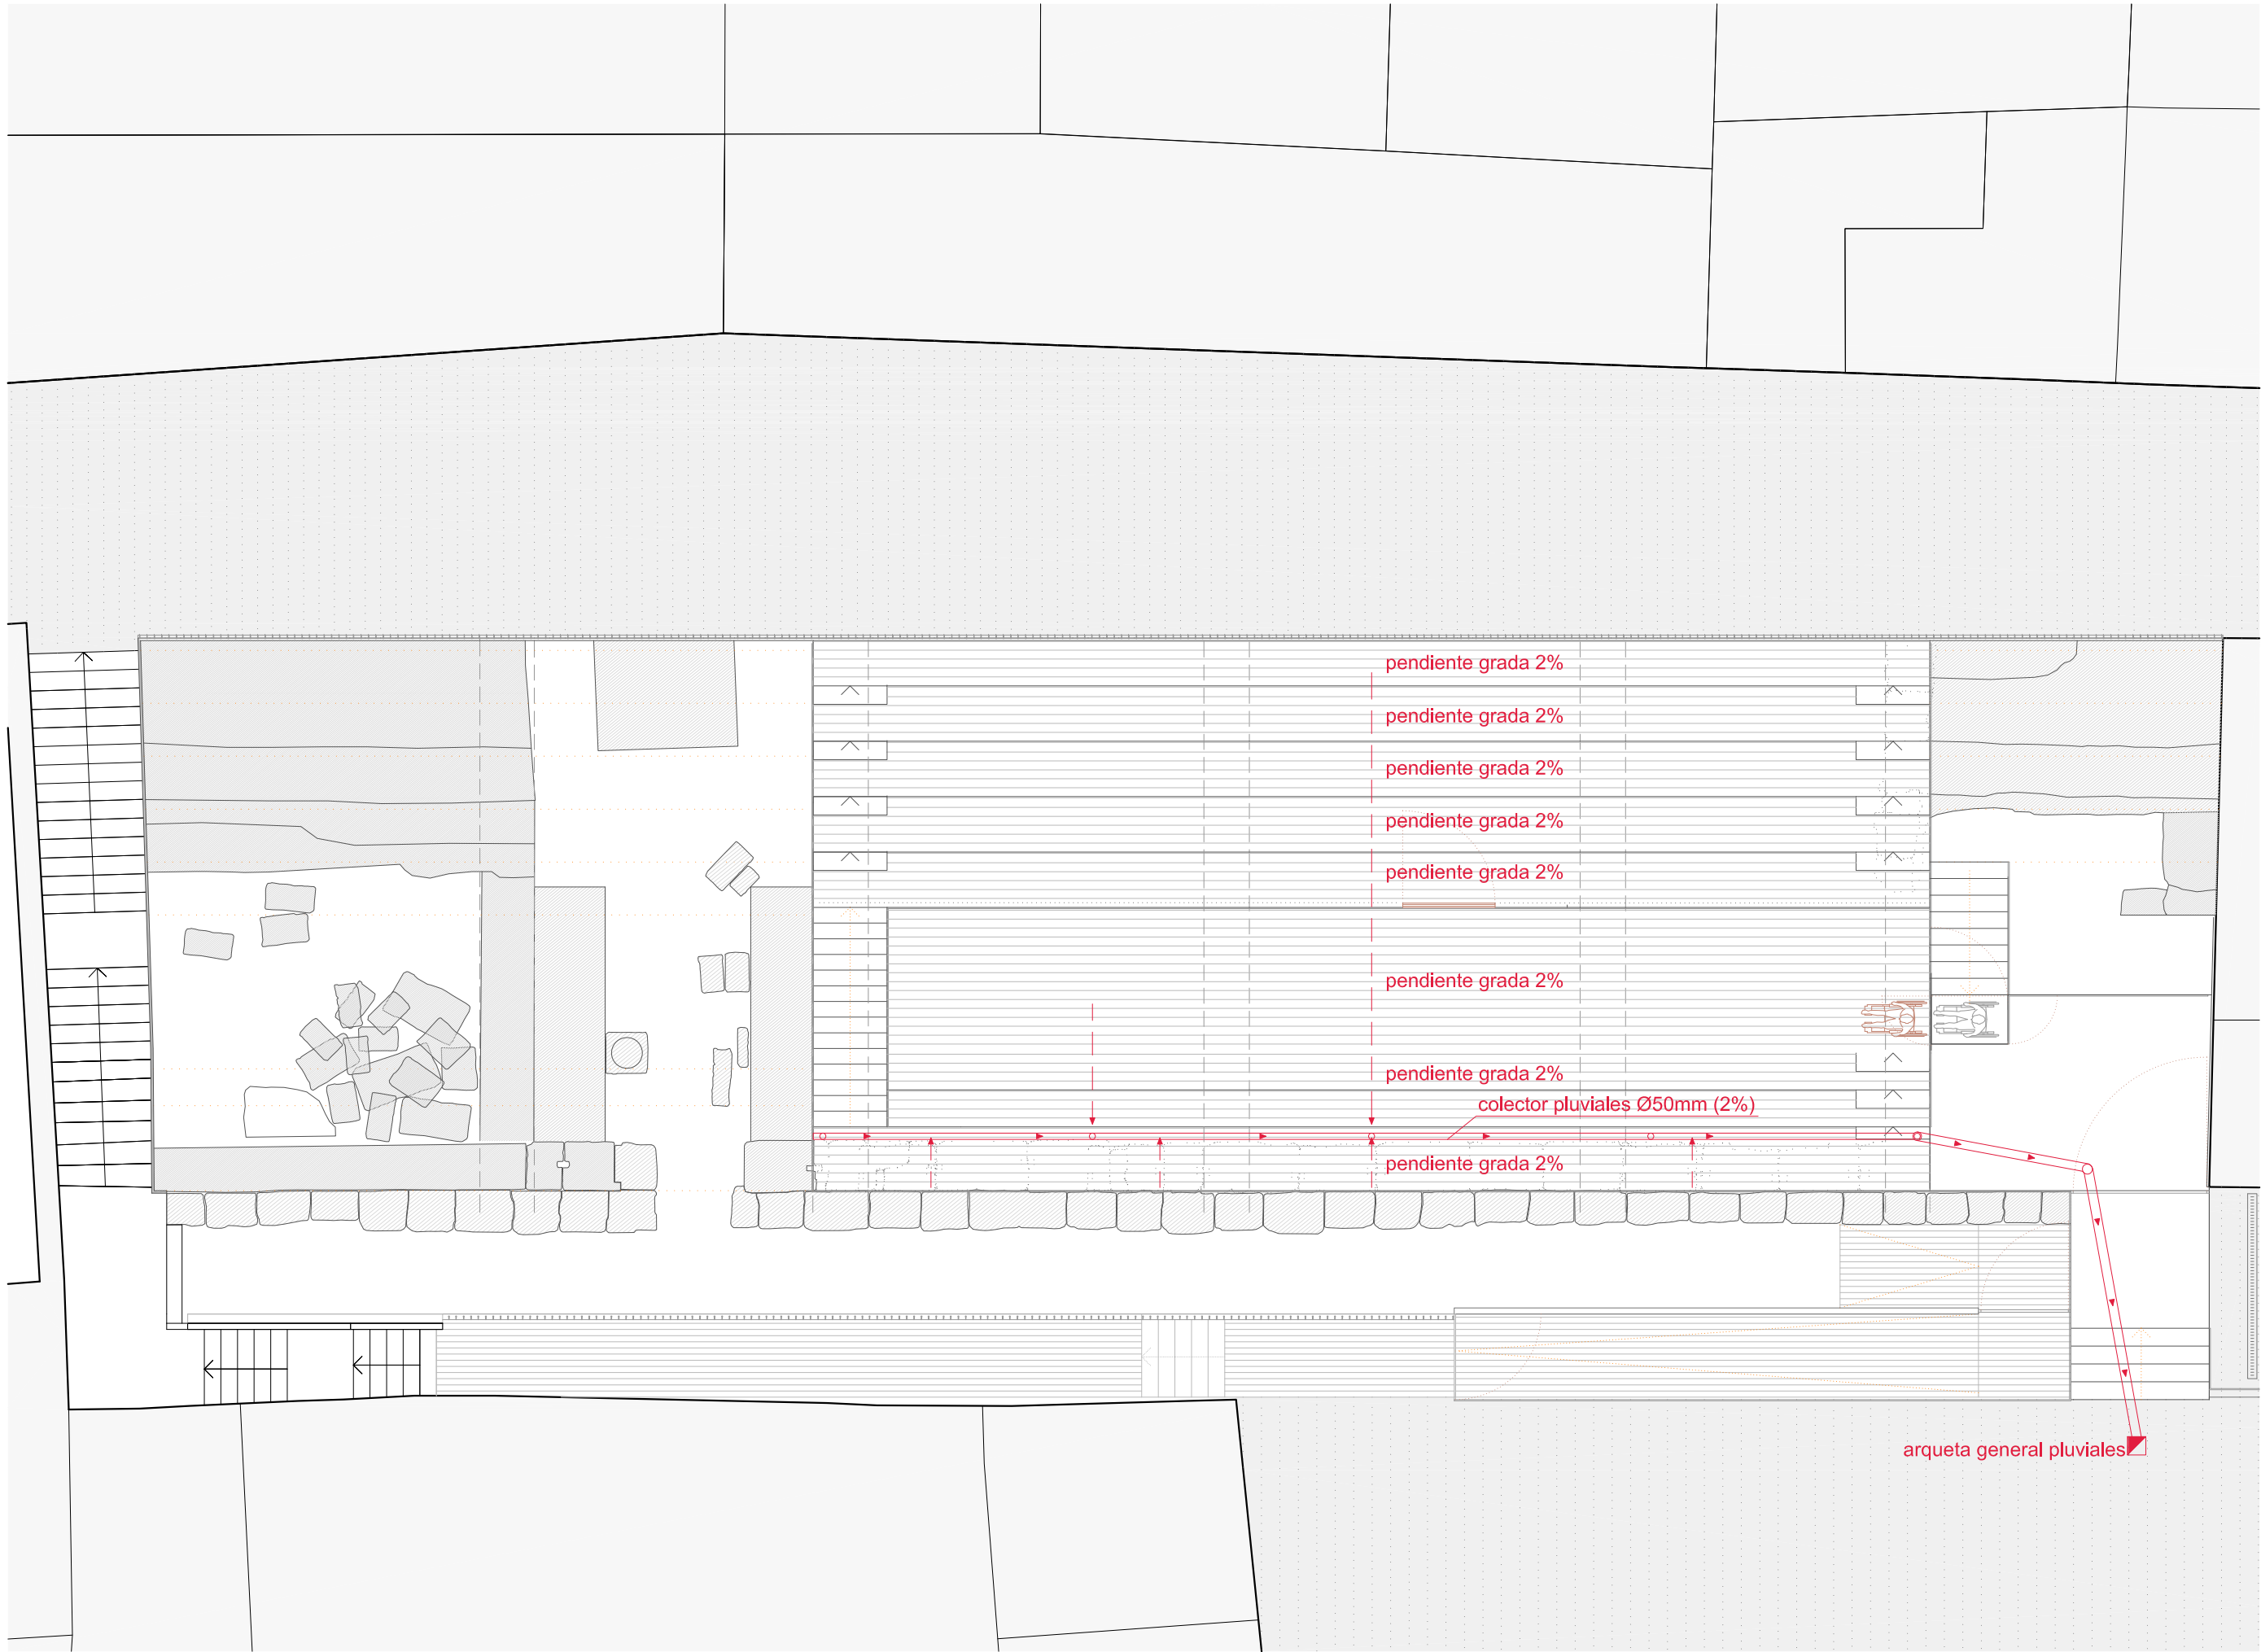 pendiente grada 2%
pendiente grada 2%
pendiente grada 2%
pendiente grada 2%
pendiente grada 2%
pendiente grada 2%
pendiente grada 2%
colector pluviales Ø50mm (2%)
pendiente grada 2%
arqueta general pluviales